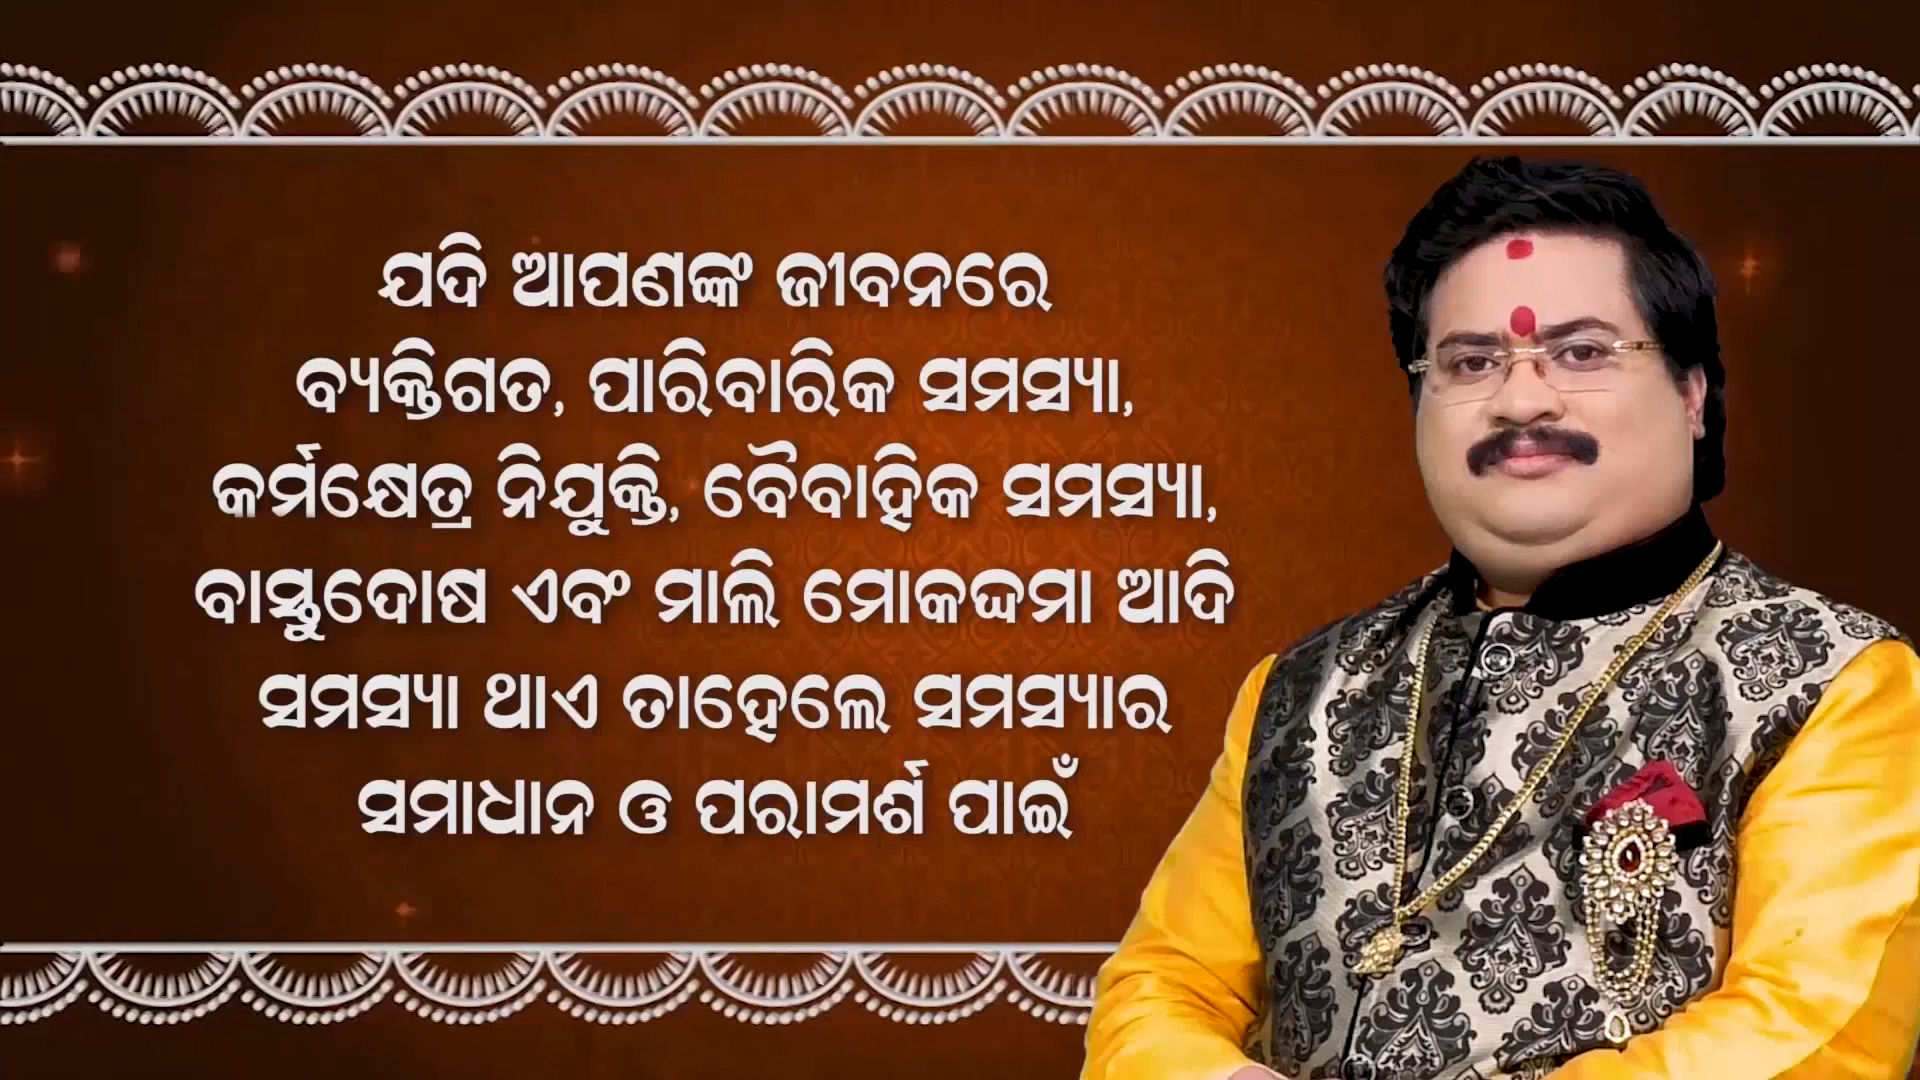 ଯଦି ଆପଣଙ୍କ ଜୀବନରେ
ବ୍ୟକ୍ତିଗତ, ପାରିବାରିକ ସମସ୍ୟା,
କର୍ମକ୍ଷେତ୍ର ନିଯୁକ୍ତି, ବୈବାହିକ ସମସ୍ୟା,
ବାସ୍ତୁଦୋଷ ଏବଂ ମାଲି ମୋକଦ୍ଦମା ଆଦି
ସମସ୍ୟା ଥାଏ ତାହେଲେ ସମସ୍ୟାର
ସମାଧାନ ଓ ପରାମର୍ଶ ପାଇଁ